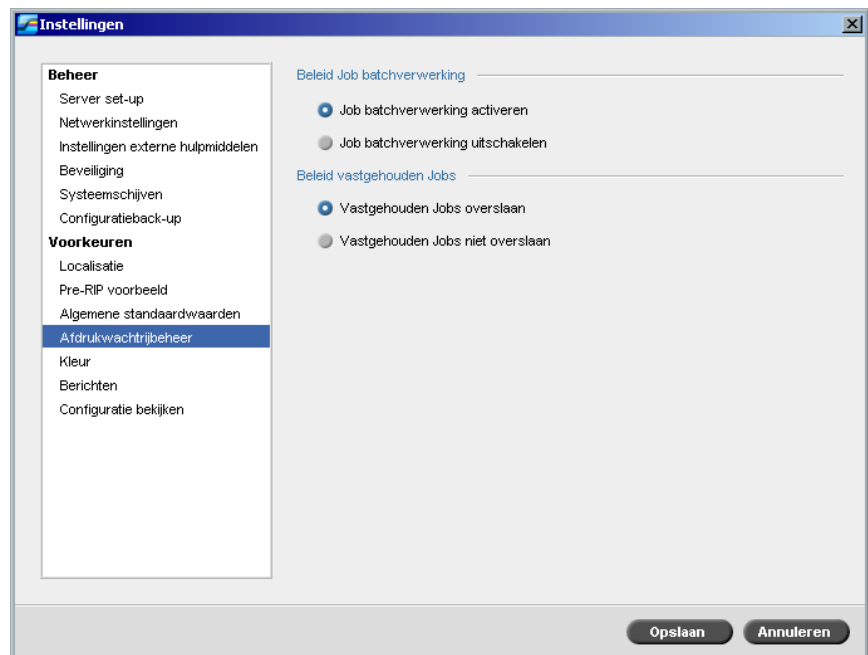 Instellingen
Beheer
Server set-up
Netwerkinstellingen
Instellingen externe hulpmiddelen
Beveiliging
Systeemschijven
Configuratieback-up
Voorkeuren
Localisatie
Pre-RIP voorbeeld
Algemene standaardwaarden
Afdrukwachtrijbeheer
Kleur
Berichten
Configuratie bekijken
Beleid Job batchverwerking
Job batchverwerking activeren
Job batchverwerking uitschakelen
Beleid vastgehouden Jobs
Vastgehouden Jobs overslaan
Vastgehouden Jobs niet overslaan
Opslaan
Annuleren